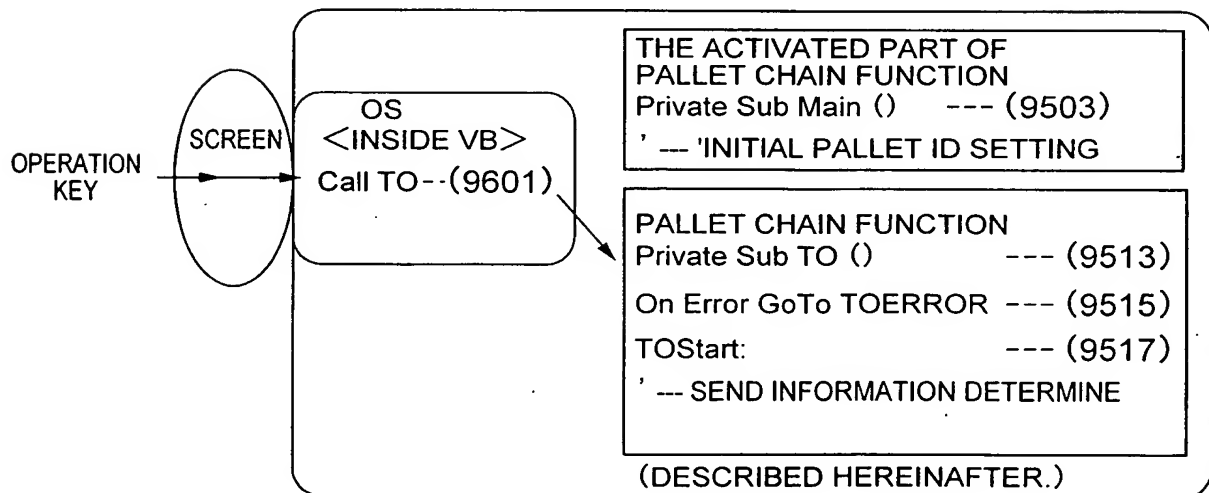 OPERATION
KEY
SCREEN
OS
<INSIDE VB>
Call TO--(9601)
THE ACTIVATED PART OF
PALLET CHAIN FUNCTION
Private Sub Main () --- (9503)
' --- 'INITIAL PALLET ID SETTING
PALLET CHAIN FUNCTION
Private Sub TO () --- (9513)
On Error GoTo TOERROR --- (9515)
TOStart: --- (9517)
' --- SEND INFORMATION DETERMINE
(DESCRIBED HEREINAFTER.)